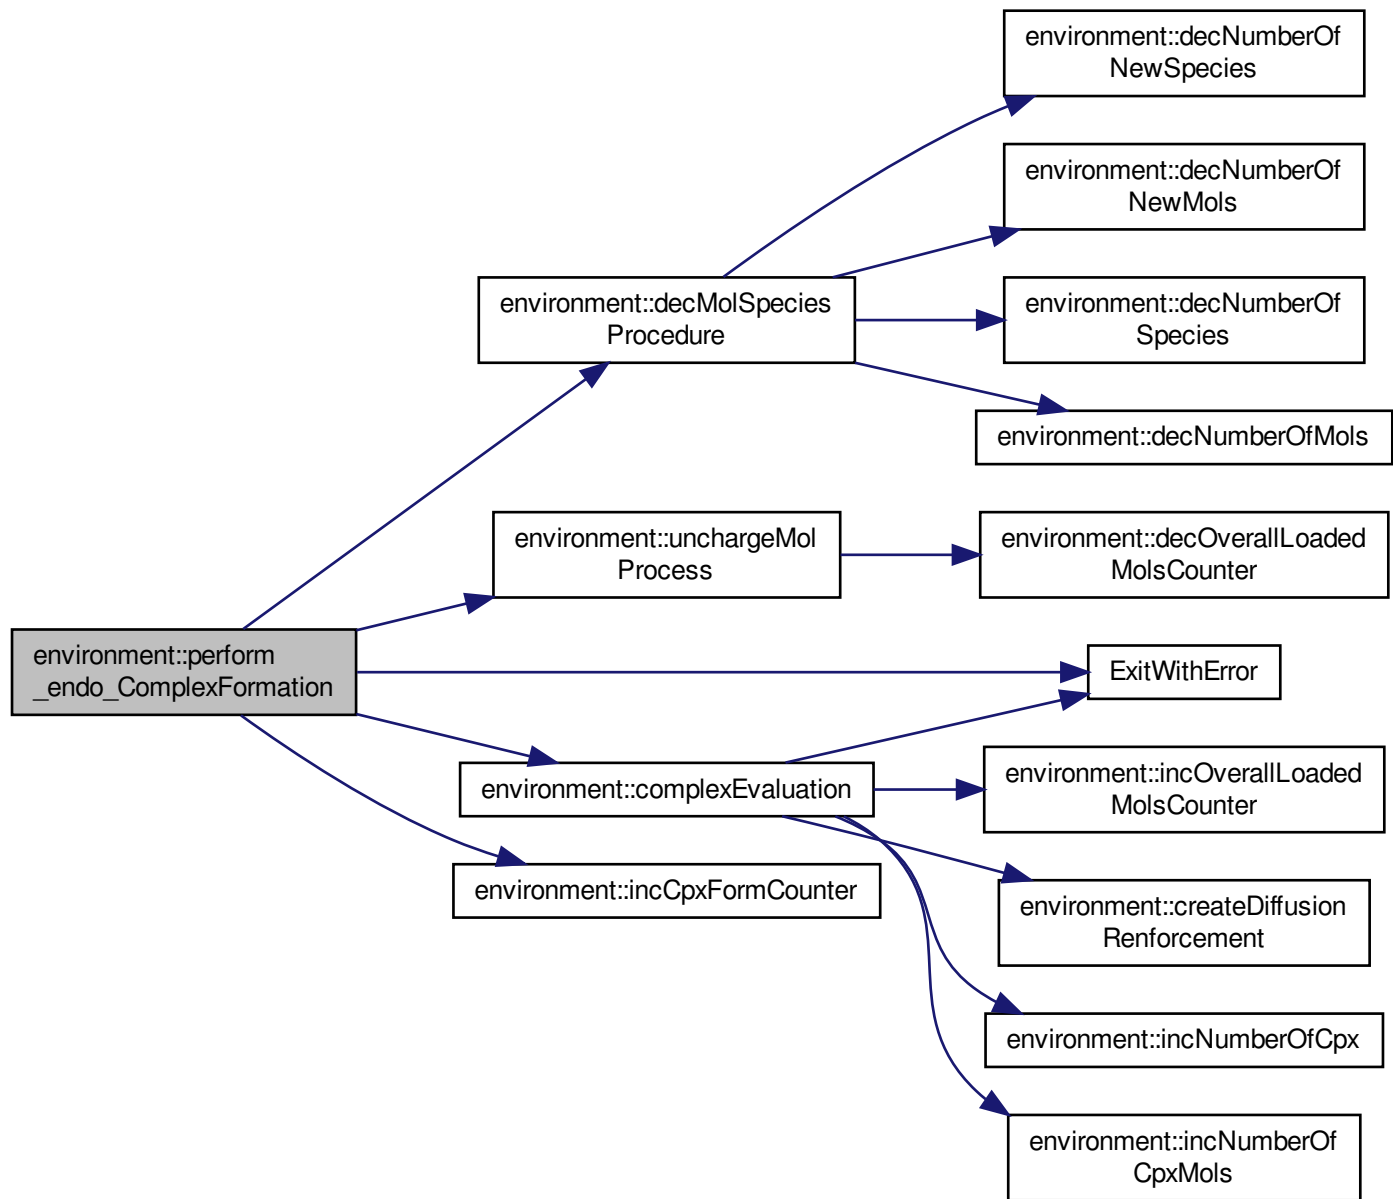 environment::decNumberOf
NewSpecies
environment::decNumberOf
NewMols
environment::decMolSpecies
Procedure
environment::decNumberOf
Species
environment::decNumberOfMols
environment::unchargeMol
Process
environment::decOverallLoaded
MolsCounter
environment::perform
_endo_ComplexFormation
ExitWithError
environment::complexEvaluation
environment::incOverallLoaded
MolsCounter
environment::incCpxFormCounter
environment::createDiffusion
Renforcement
environment::incNumberOfCpx
environment::incNumberOf
CpxMols